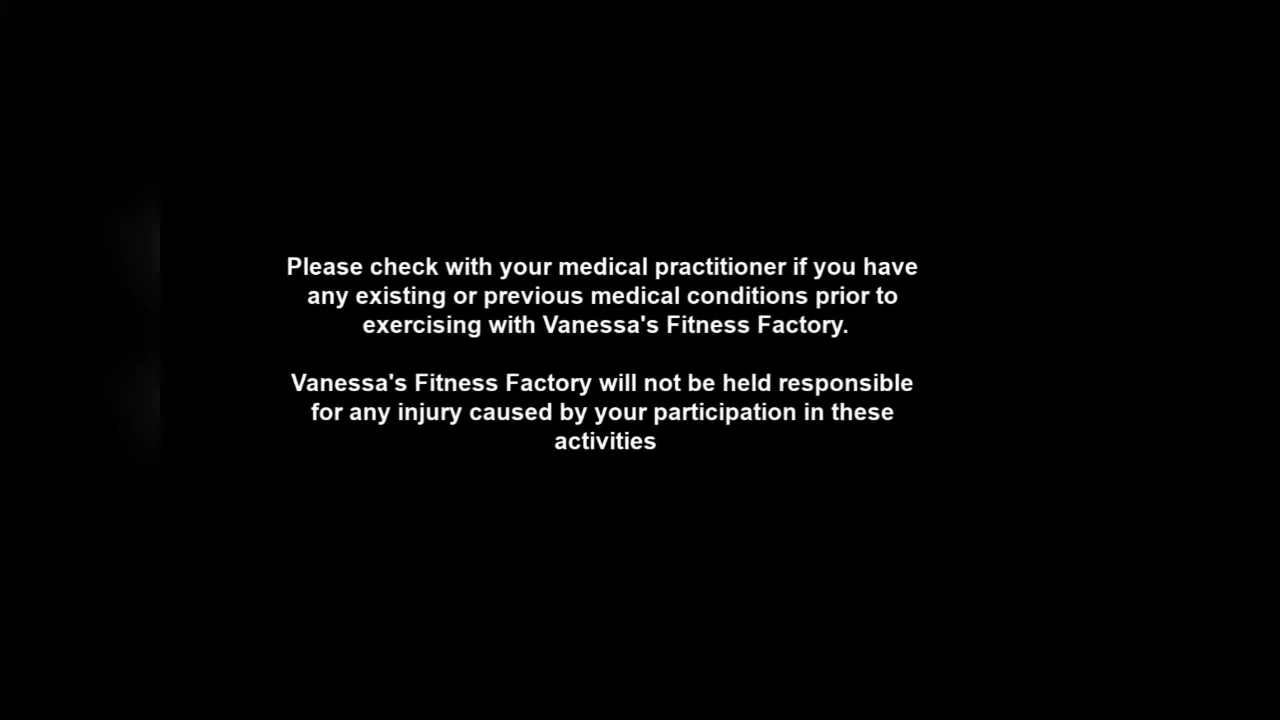 Please check with your medical practitioner if you have
any existing or previous medical conditions prior to
exercising with Vanessa's Fitness Factory.
Vanessa's Fitness Factory will not be held responsible
for any injury caused by your participation in these
activities